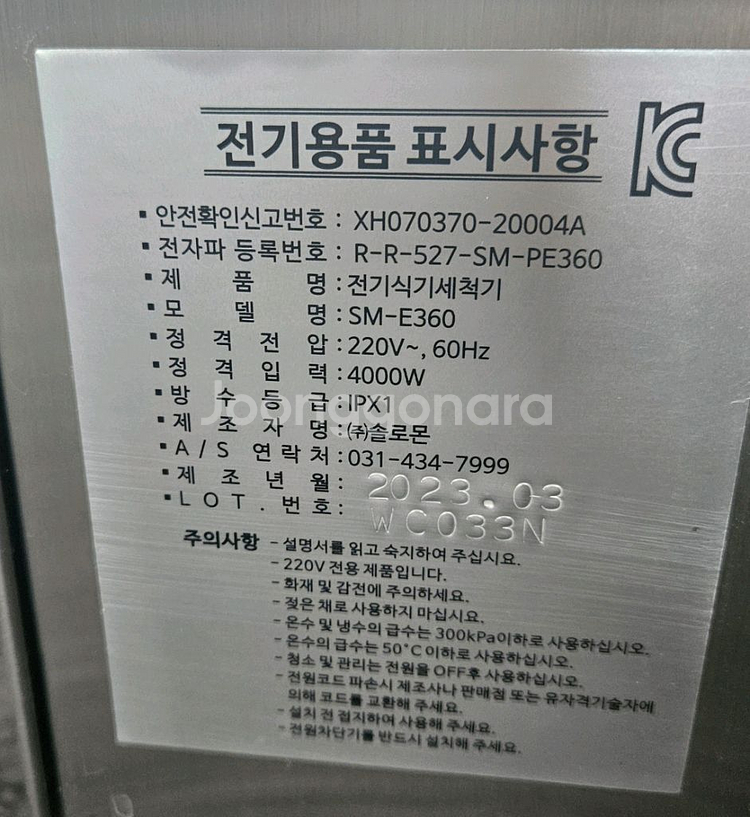 전기용품 표시사항
KC
▪ 안전확인신고번호 : XH070370-20004A
▪ 전자파 등록번호 : R-R-527-SM-PE360
▪ 제 품 명 : 전기식기세척기
▪ 모 델 명 : SM-E360
▪ 정 격 전 압 : 220V~, 60Hz
▪ 정 격 입 력 : 4000W
▪ 방 수 등 급 : IPX1
Joonggonara
▪ 제 조 자 명 : ㈜솔로몬
▪ A / S 연 락 처 : 031-434-7999
▪ 제 조 년 월 : 2023.03
▪ L O T . 번 호 : WC033N
주의사항 - 설명서를 읽고 숙지하여 주십시요.
- 220V 전용 제품입니다.
- 화재 및 감전에 주의하세요.
- 젖은 채로 사용하지 마십시요.
- 온수 및 냉수의 급수는 300kPa이하로 사용하십시오.
- 온수의 급수는 50°C 이하로 사용하십시오.
- 청소 및 관리는 전원을 OFF후 사용하십시오.
- 전원코드 파손시 제조사나 판매점 또는 유자격기술자에
의해 코드를 교환해 주세요.
- 설치 전 접지하여 사용해 주세요.
- 전원차단기를 반드시 설치해 주세요.